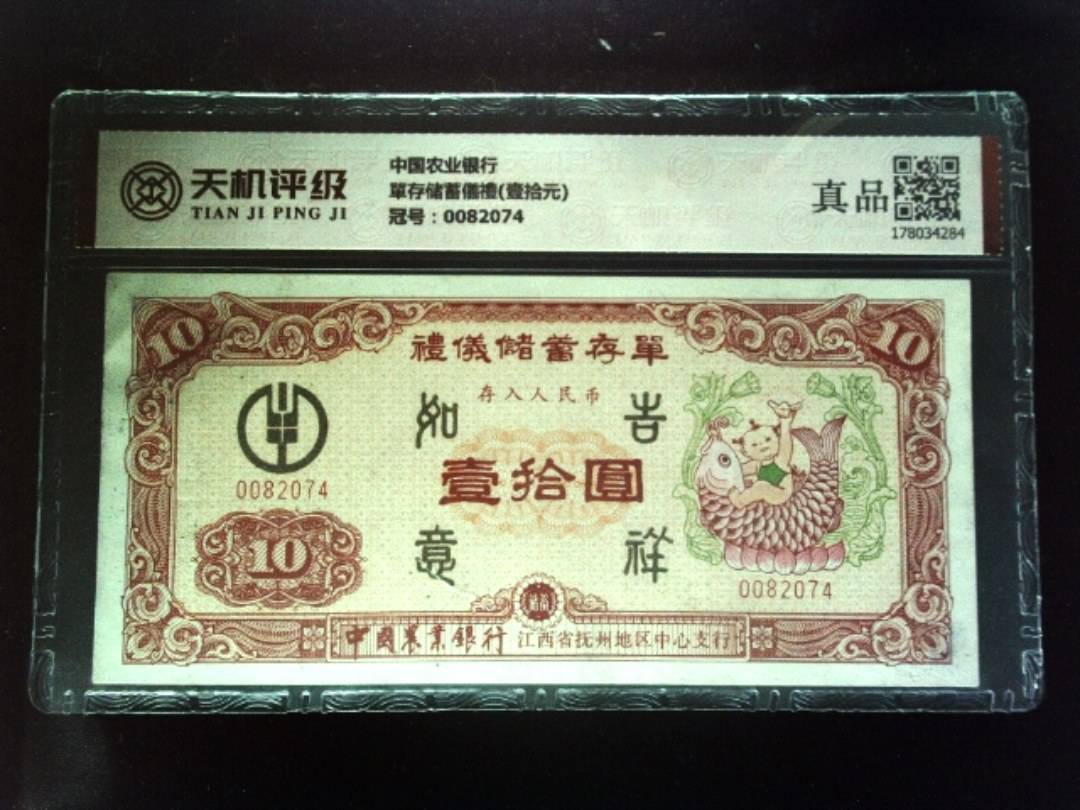 天机评级
TIAN JI PING JI
中国农业银行
單存储蓄儀禮(壹拾元)
冠号:0082074
真品
178034284
10
10
禮儀儲蓄存單
存入人民币
如
吉
壹拾圓
意
祥
0082074
10
0082074
中國農業銀行 江西省抚州地区中心支行